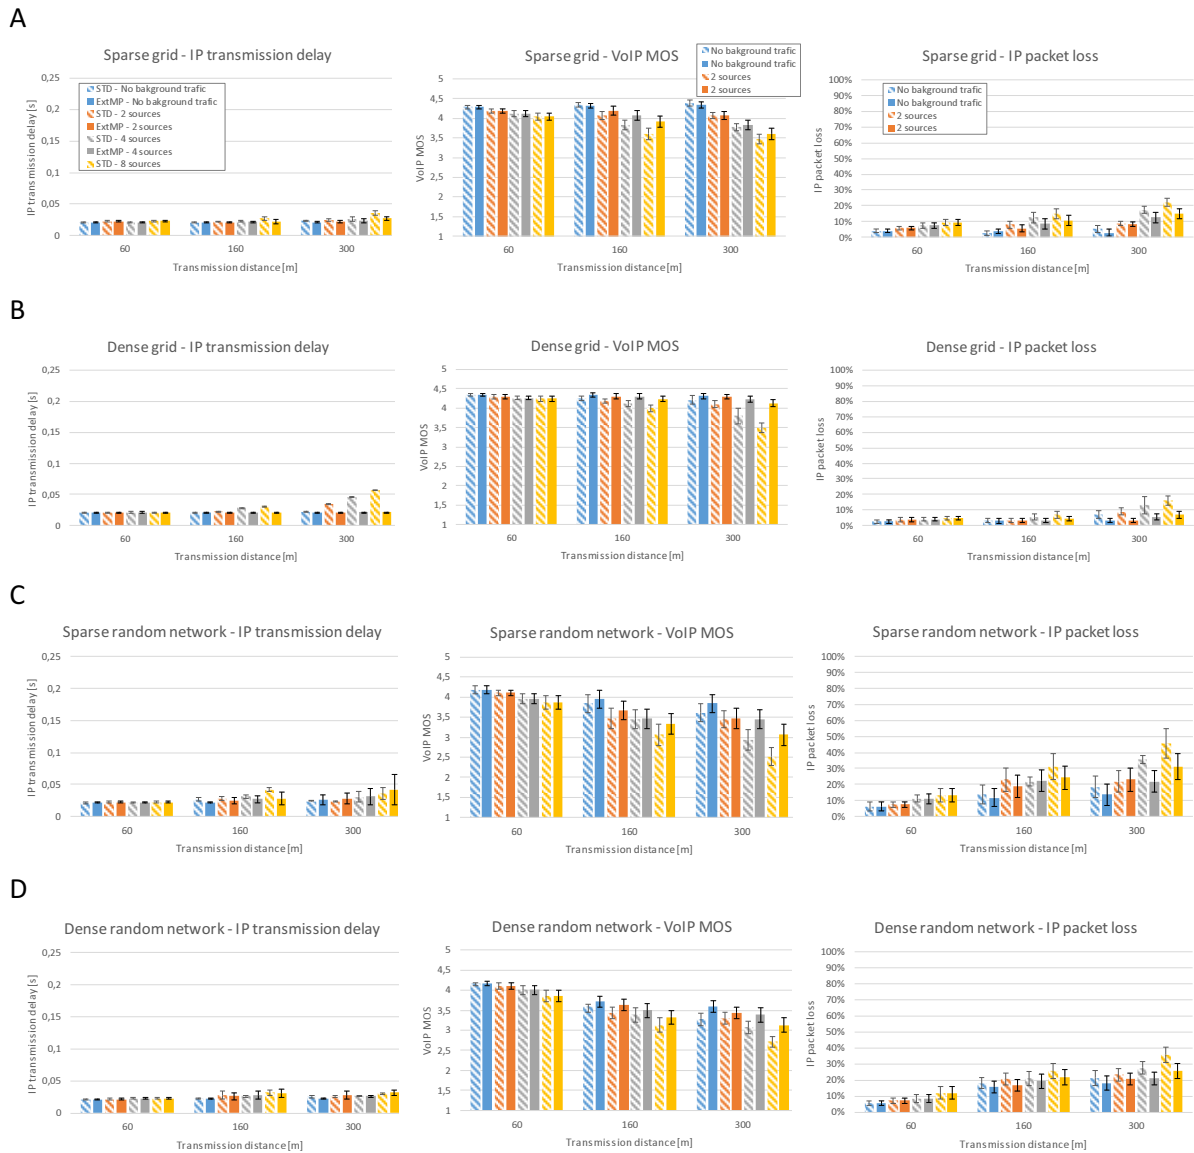 A
Sparse grid - IP transmission delay
0,25
0,2
0,15
0,1
0,05
0
IP transmission delay [s]
STD - No bakground trafic
ExtMP - No bakground trafic
STD - 2 sources
ExtMP - 2 sources
STD - 4 sources
ExtMP - 4 sources
STD - 8 sources
60 160 300
Transmission distance [m]
Sparse grid - VoIP MOS
5
4,5
4
3,5
3
2,5
2
1,5
1
VoIP MOS
No bakground trafic
No bakground trafic
2 sources
2 sources
60 160 300
Transmission distance [m]
Sparse grid - IP packet loss
100%
90%
80%
70%
60%
50%
40%
30%
20%
10%
0%
IP packet loss
No bakground trafic
No bakground trafic
2 sources
2 sources
60 160 300
Transmission distance [m]
B
Dense grid - IP transmission delay
0,25
0,2
0,15
0,1
0,05
0
IP transmission delay [s]
60 160 300
Transmission distance [m]
Dense grid - VoIP MOS
5
4,5
4
3,5
3
2,5
2
1,5
1
VoIP MOS
60 160 300
Transmission distance [m]
Dense grid - IP packet loss
100%
90%
80%
70%
60%
50%
40%
30%
20%
10%
0%
IP packet loss
60 160 300
Transmission distance [m]
C
Sparse random network - IP transmission delay
0,25
0,2
0,15
0,1
0,05
0
IP transmission delay [s]
60 160 300
Transmission distance [m]
Sparse random network - VoIP MOS
5
4,5
4
3,5
3
2,5
2
1,5
1
VoIP MOS
60 160 300
Transmission distance [m]
Sparse random network - IP packet loss
100%
90%
80%
70%
60%
50%
40%
30%
20%
10%
0%
IP packet loss
60 160 300
Transmission distance [m]
D
Dense random network - IP transmission delay
0,25
0,2
0,15
0,1
0,05
0
IP transmission delay [s]
60 160 300
Transmission distance [m]
Dense random network - VoIP MOS
5
4,5
4
3,5
3
2,5
2
1,5
1
VoIP MOS
60 160 300
Transmission distance [m]
Dense random network - IP packet loss
100%
90%
80%
70%
60%
50%
40%
30%
20%
10%
0%
IP packet loss
60 160 300
Transmission distance [m]